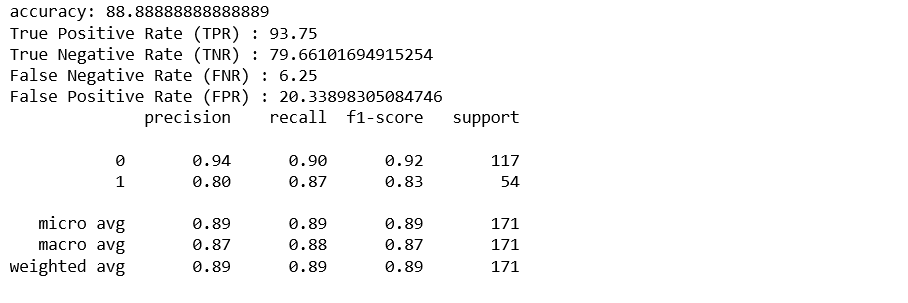 accuracy: 88.88888888888889
True Positive Rate (TPR) : 93.75
True Negative Rate (TNR) : 79.66101694915254
False Negative Rate (FNR) : 6.25
False Positive Rate (FPR) : 20.33898305084746
precision recall f1-score support
0 0.94 0.90 0.92 117
1 0.80 0.87 0.83 54
micro avg 0.89 0.89 0.89 171
macro avg 0.87 0.88 0.87 171
weighted avg 0.89 0.89 0.89 171